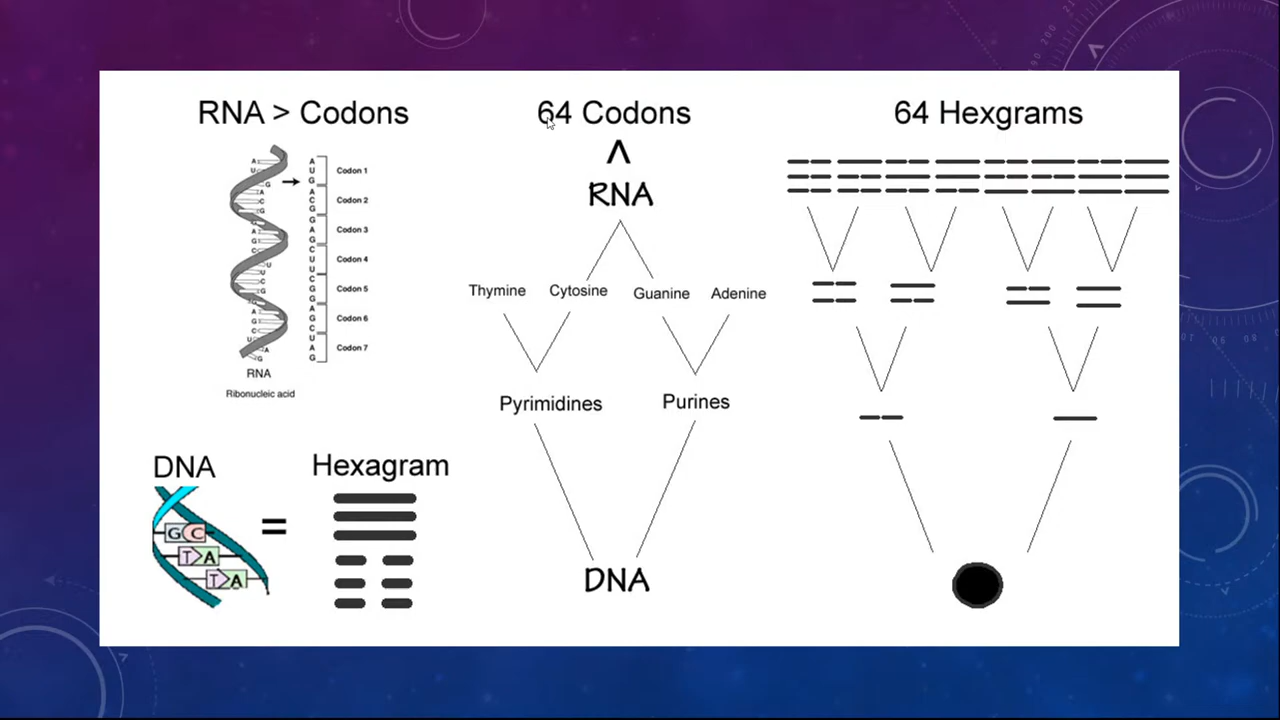 RNA > Codons
64 Codons
64 Hexgrams
Codon 1
Codon 2
Codon 3
Codon 4
Codon 5
Codon 6
Codon 7
A
U
G
A
C
G
G
A
G
C
U
U
C
G
G
A
G
C
U
A
G
RNA
Ribonucleic acid
RNA
Thymine Cytosine Guanine Adenine
Pyrimidines Purines
DNA
DNA = Hexagram
G C
T A
T A